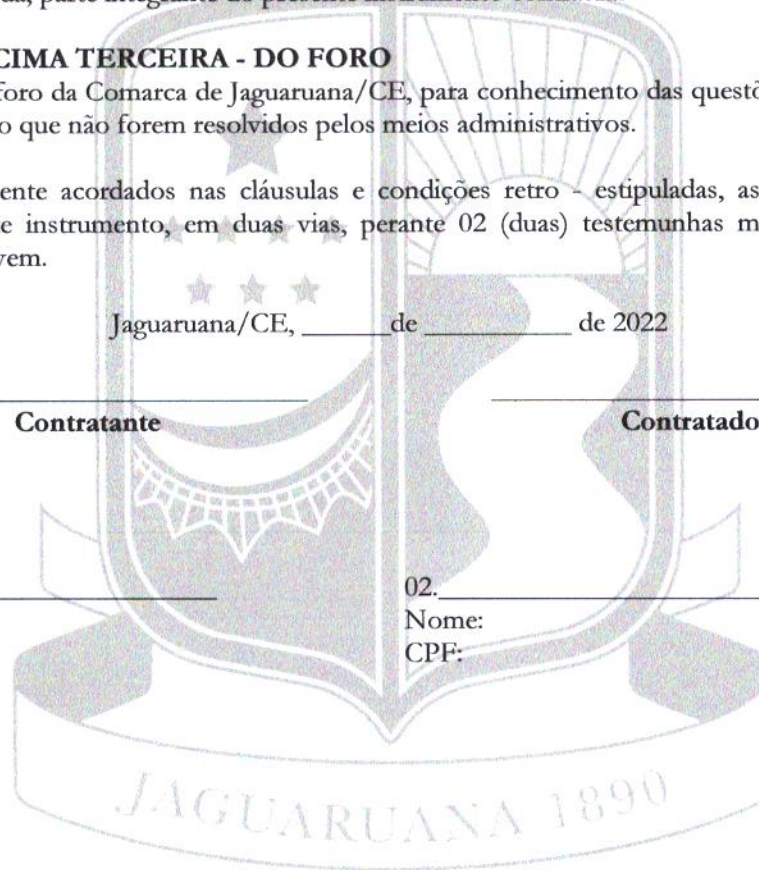 parte integrante do presente instrumento
CIMA TERCEIRA - DO FORO
foro da Comarca de Jaguaruana/CE, para conhecimento das questõ
o que não forem resolvidos pelos meios administrativos.
ente acordados nas cláusulas e condições retro - estipuladas, as
e instrumento, em duas vias, perante 02 (duas) testemunhas m
vem.
Jaguaruana/CE, ______de __________ de 2022
Contratante
Contratado
02.
Nome:
CPF:
JAGUARUANA 1890